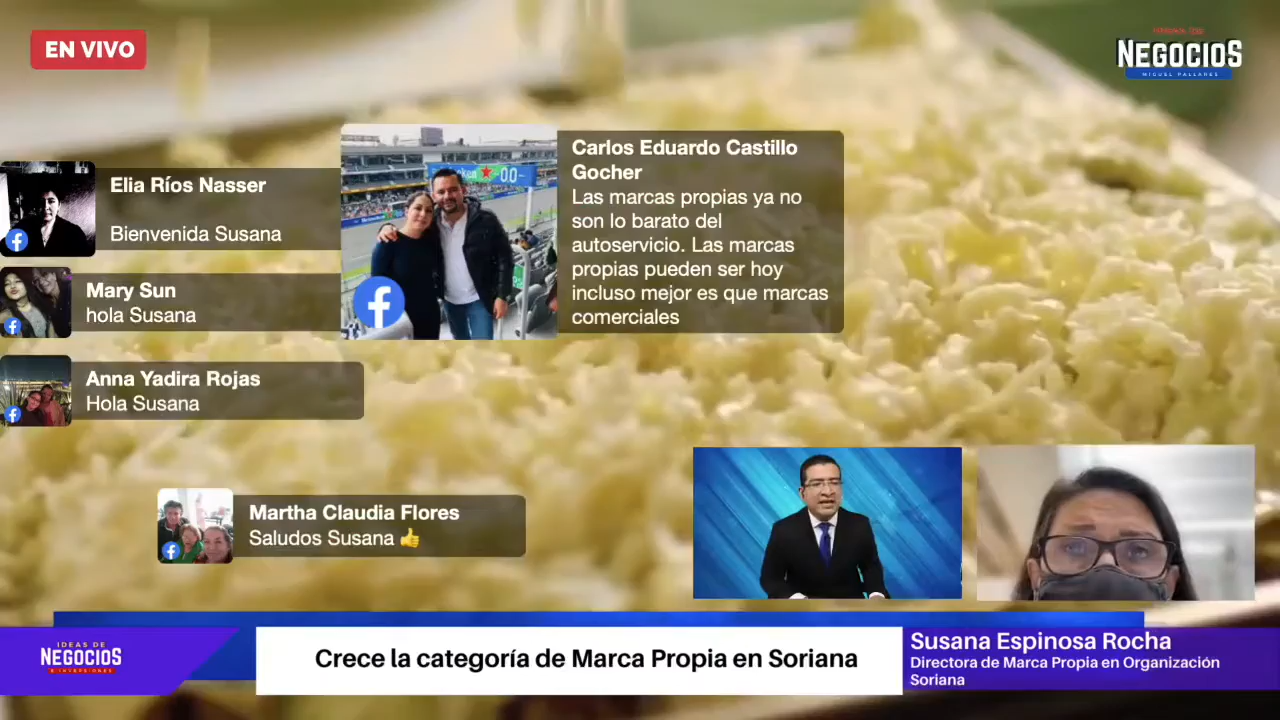 EN VIVO
IDEAS DE
NEGOCIOS
MIGUEL PALLARES
Elia Ríos Nasser
Bienvenida Susana
Mary Sun
hola Susana
Anna Yadira Rojas
Hola Susana
Carlos Eduardo Castillo
Gocher
Las marcas propias ya no
son lo barato del
autoservicio. Las marcas
propias pueden ser hoy
incluso mejor es que marcas
comerciales
Martha Claudia Flores
Saludos Susana 👍
IDEAS DE
NEGOCIOS
E INVERSIONES
Crece la categoría de Marca Propia en Soriana
Susana Espinosa Rocha
Directora de Marca Propia en Organización
Soriana